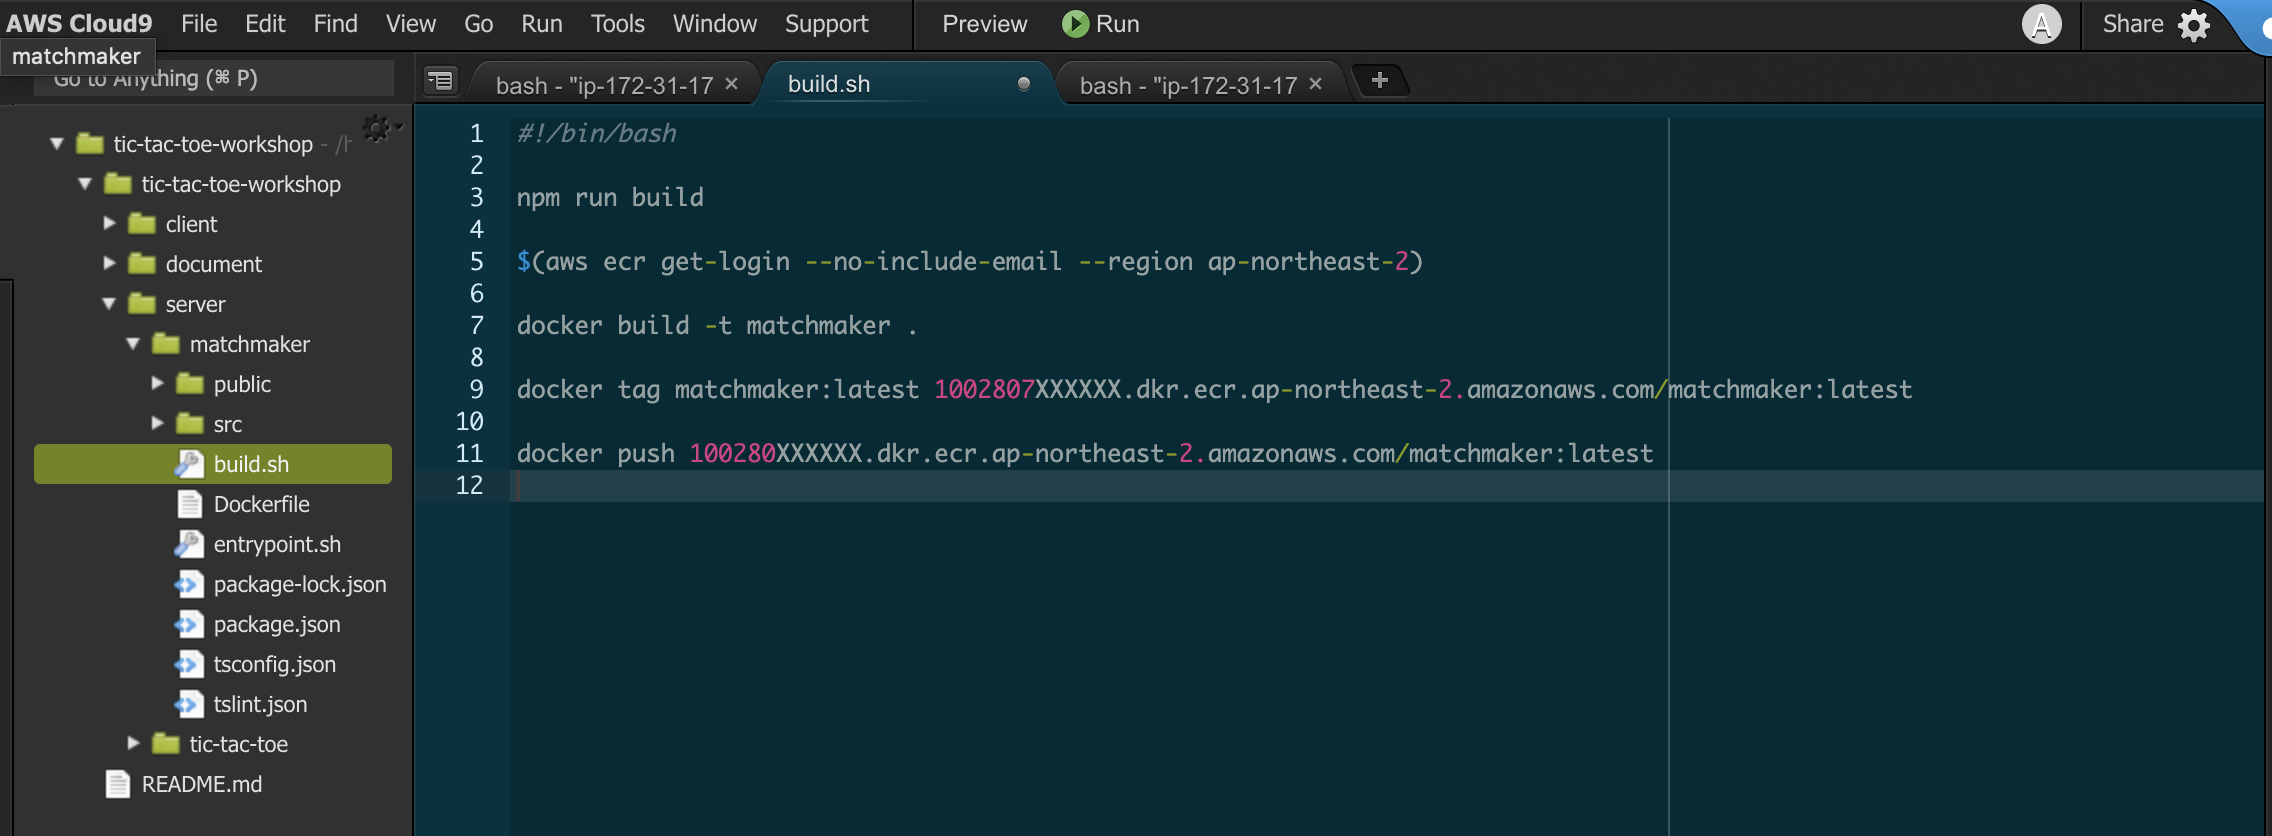 AWS Cloud9 File Edit Find View Go Run Tools Window Support Preview Run A Share
matchmaker
Go to Anything (⌘ P)
bash - "ip-172-31-17 ×
build.sh
bash - "ip-172-31-17 ×
+
tic-tac-toe-workshop - /h
tic-tac-toe-workshop
client
document
server
matchmaker
public
src
build.sh
Dockerfile
entrypoint.sh
package-lock.json
package.json
tsconfig.json
tslint.json
tic-tac-toe
README.md
1 #!/bin/bash
2
3 npm run build
4
5 $(aws ecr get-login --no-include-email --region ap-northeast-2)
6
7 docker build -t matchmaker .
8
9 docker tag matchmaker:latest 1002807XXXXXX.dkr.ecr.ap-northeast-2.amazonaws.com/matchmaker:latest
10
11 docker push 100280XXXXXX.dkr.ecr.ap-northeast-2.amazonaws.com/matchmaker:latest
12